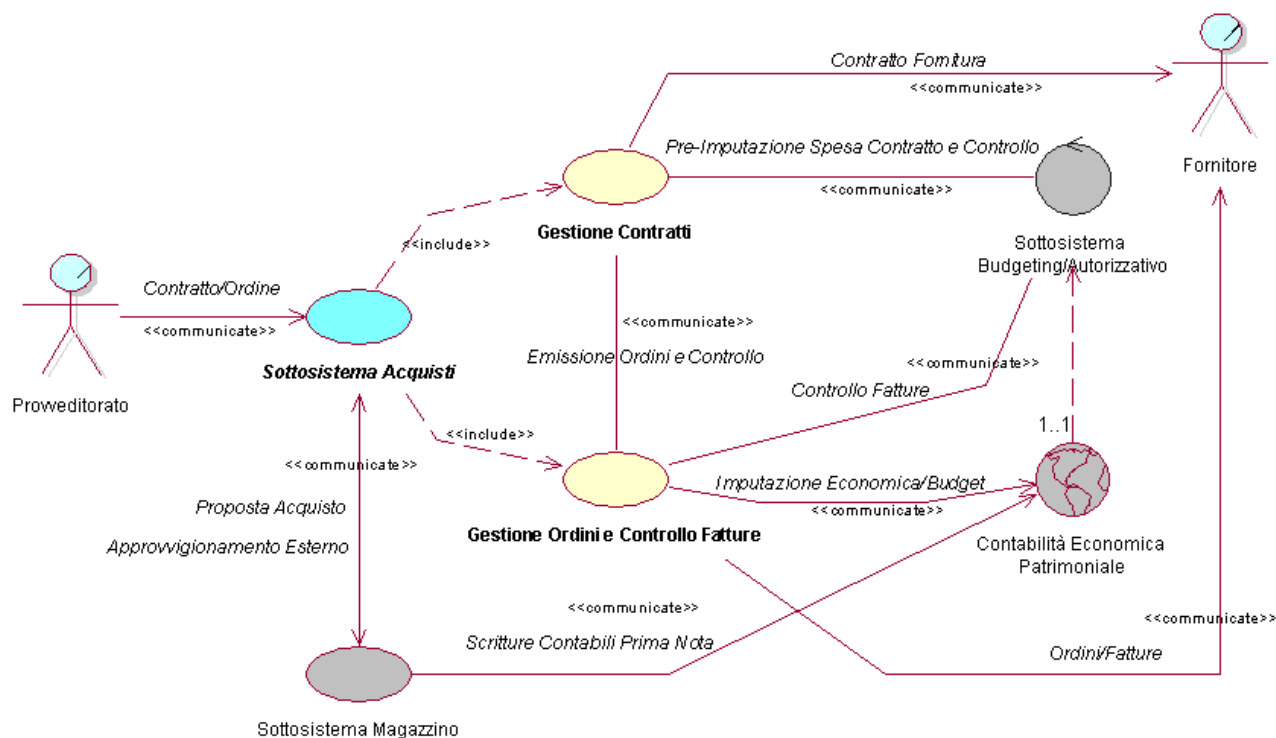 Contratto Fornitura
<<communicate>>
Pre-Imputazione Spesa Contratto e Controllo
<<communicate>>
Fornitore
Gestione Contratti
<<include>>
Sottosistema
Budgeting/Autorizzativo
Contratto/Ordine
<<communicate>>
<<communicate>>
Emissione Ordini e Controllo
<<communicate>>
Sottosistema Acquisti
Controllo Fatture
Provveditorato
1..1
<<include>>
<<communicate>>
Imputazione Economica/Budget
<<communicate>>
Proposta Acquisto
Gestione Ordini e Controllo Fatture
Approvvigionamento Esterno
Contabilità Economica
Patrimoniale
<<communicate>>
<<communicate>>
Scritture Contabili Prima Nota
Ordini/Fatture
Sottosistema Magazzino